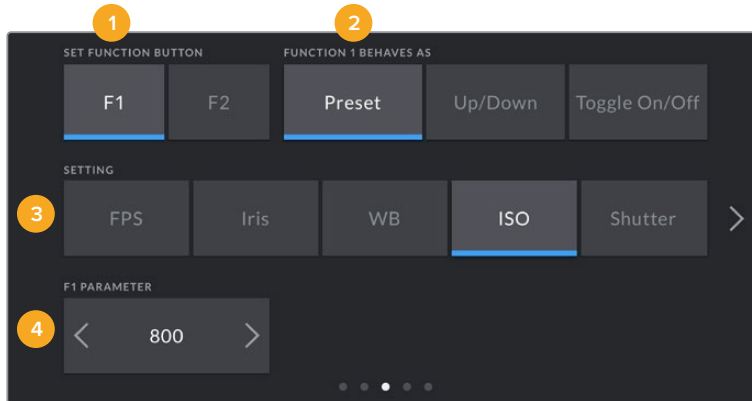 1 2
SET FUNCTION BUTTON FUNCTION 1 BEHAVES AS
F1 F2 Preset Up/Down Toggle On/Off
SETTING
3 FPS Iris WB ISO Shutter
F1 PARAMETER
4 800